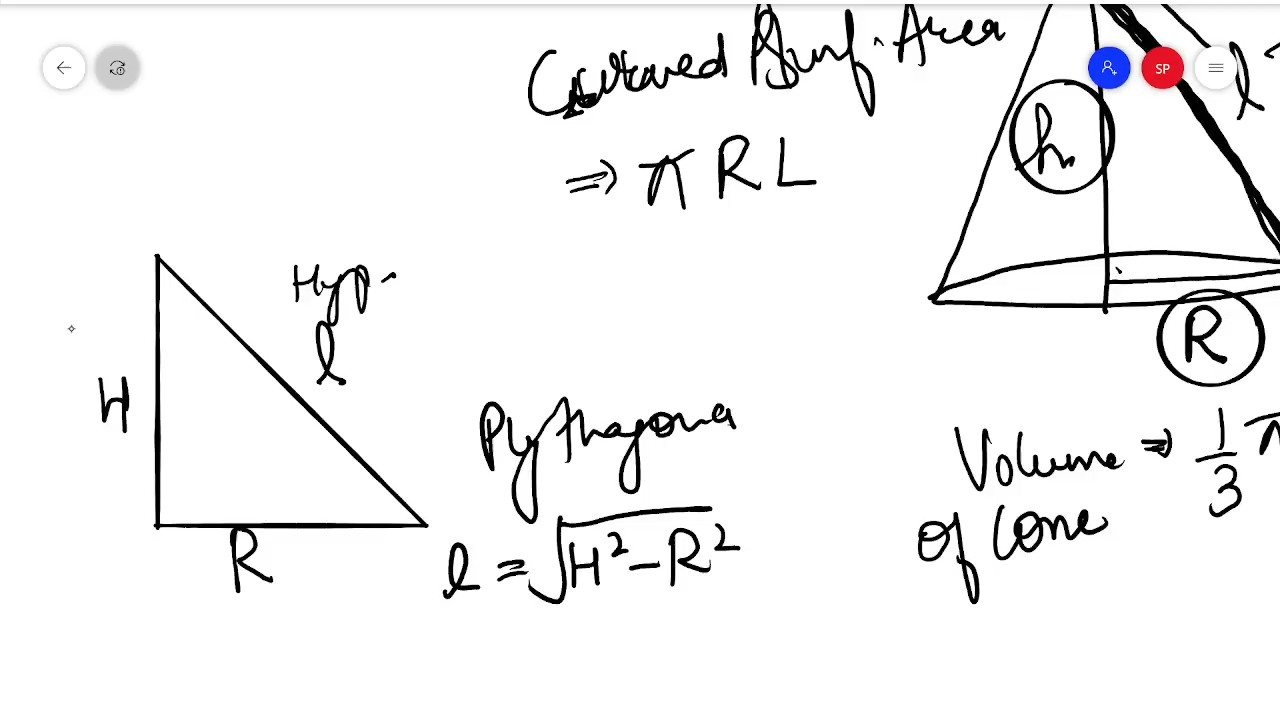 Curved Surf. Area
⇒ π R L
h
l
R
Hyp.
l
H
R
Pythagoras
l = √H² - R²
Volume ⇒ 1/3 π
of Cone
SP